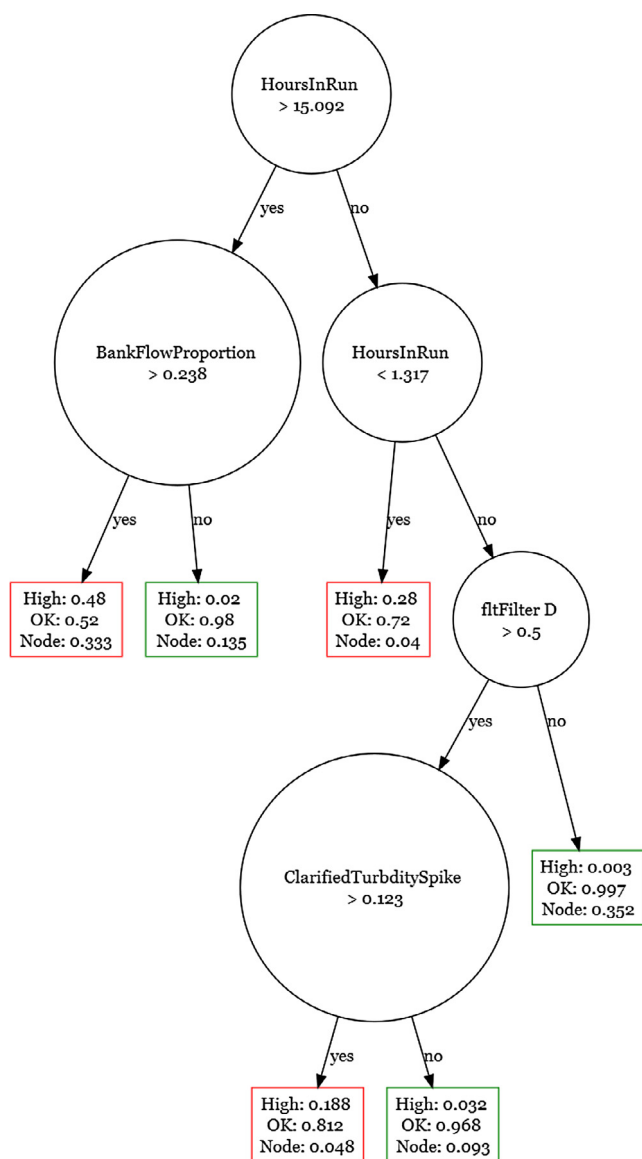 HoursInRun
> 15.092
yes
no
BankFlowProportion
> 0.238
HoursInRun
< 1.317
yes
no
yes
no
High: 0.48
OK: 0.52
Node: 0.333
High: 0.02
OK: 0.98
Node: 0.135
High: 0.28
OK: 0.72
Node: 0.04
fltFilter D
> 0.5
yes
no
ClarifiedTurbditySpike
> 0.123
High: 0.003
OK: 0.997
Node: 0.352
yes
no
High: 0.188
OK: 0.812
Node: 0.048
High: 0.032
OK: 0.968
Node: 0.093